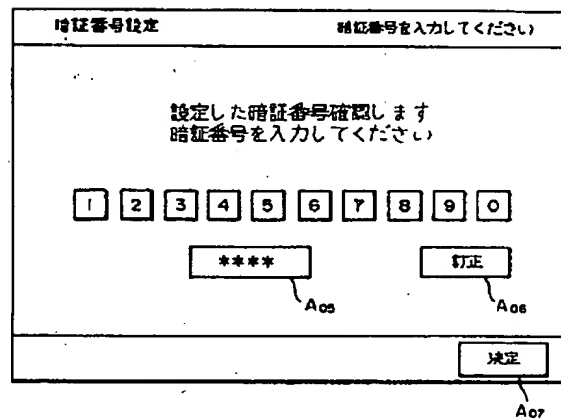 暗証番号設定 暗証番号を入力してください
設定した暗証番号確認します
暗証番号を入力してください
1 2 3 4 5 6 7 8 9 0
**** 訂正
A05 A06
決定
A07